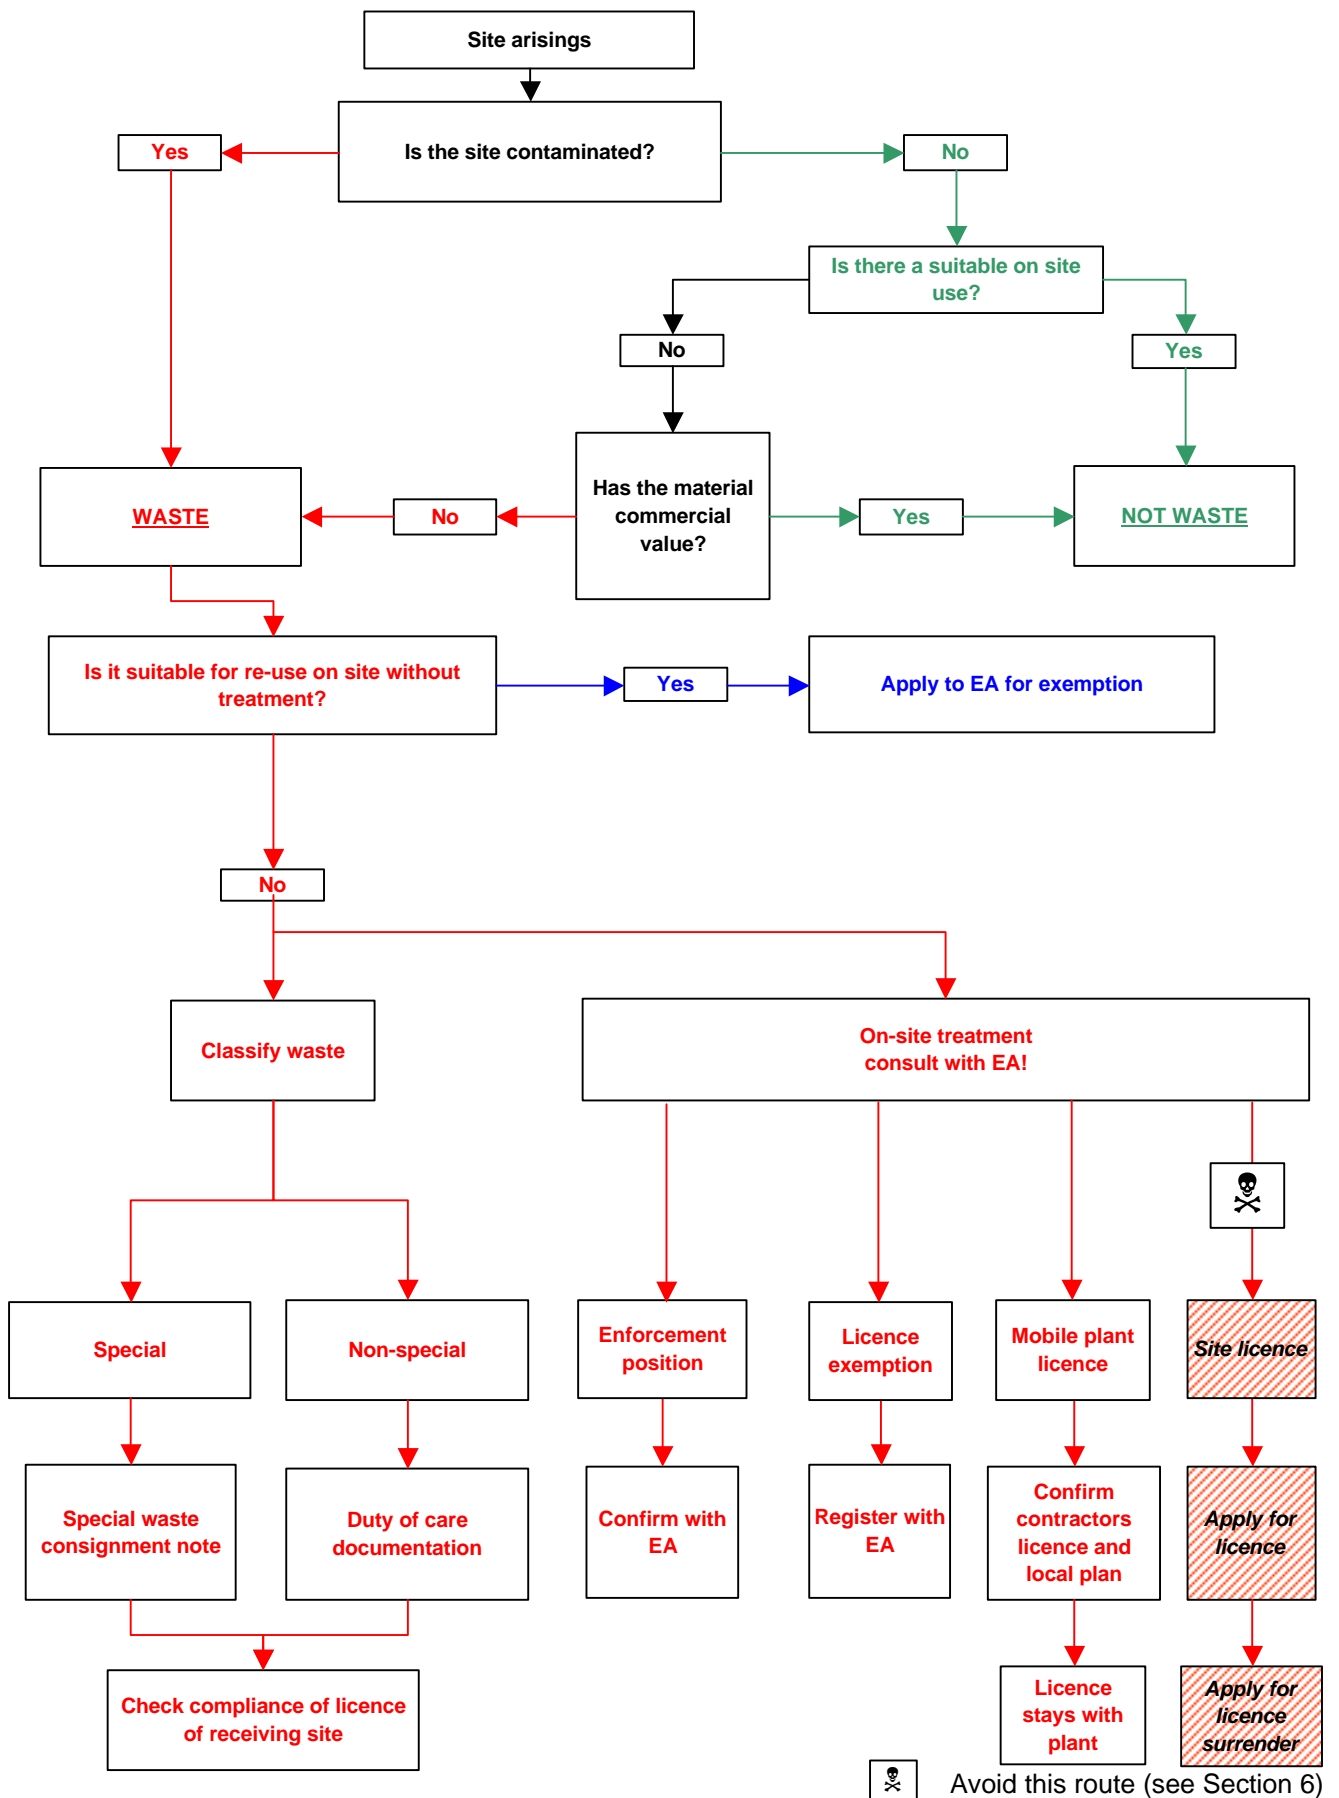 Site arisings
Is the site contaminated?
Yes
No
Is there a suitable on site
use?
No
Yes
WASTE
No
Has the material
commercial
value?
Yes
NOT WASTE
Is it suitable for re-use on site without
treatment?
Yes
Apply to EA for exemption
No
Classify waste
On-site treatment
consult with EA!
Special
Non-special
Enforcement
position
Licence
exemption
Mobile plant
licence
Site licence
Special waste
consignment note
Duty of care
documentation
Confirm with
EA
Register with
EA
Confirm
contractors
licence and
local plan
Apply for
licence
Check compliance of licence
of receiving site
Licence
stays with
plant
Apply for
licence
surrender
Avoid this route (see Section 6)